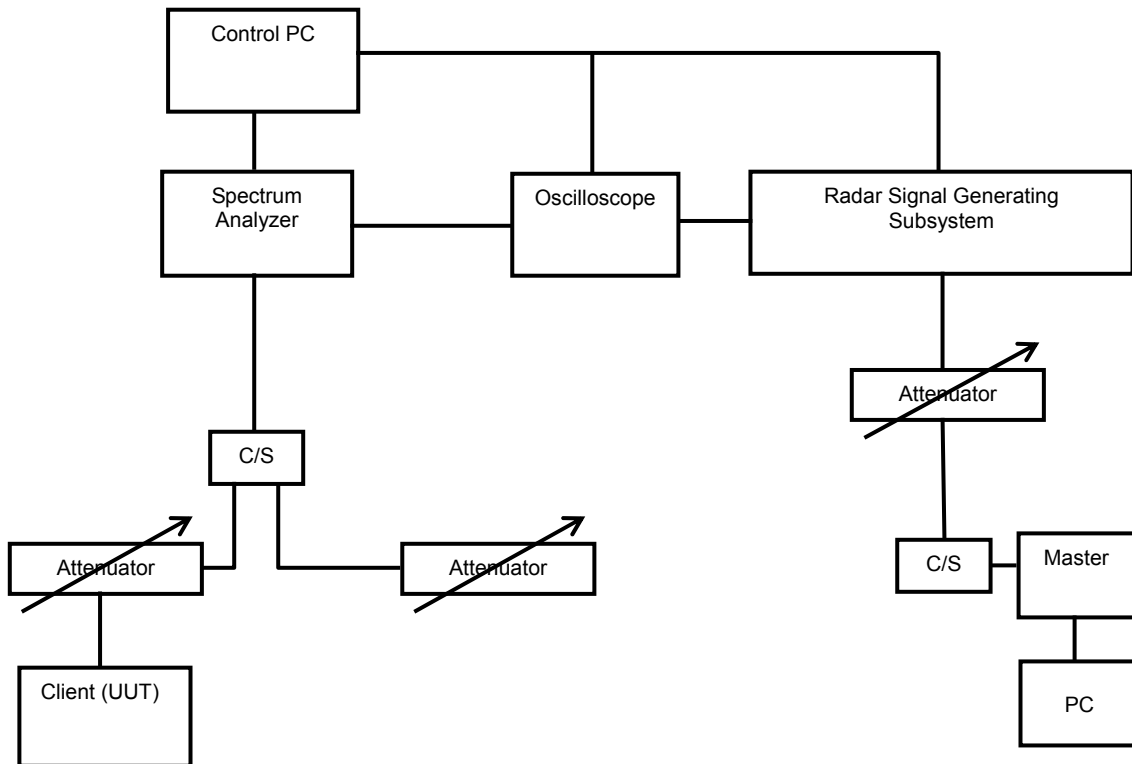 Control PC
Spectrum
Analyzer
Oscilloscope
Radar Signal Generating
Subsystem
Attenuator
C/S
Attenuator
Attenuator
C/S
Master
Client (UUT)
PC